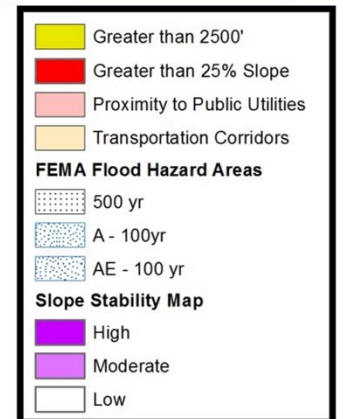 Greater than 2500'
Greater than 25% Slope
Proximity to Public Utilities
Transportation Corridors
FEMA Flood Hazard Areas
500 yr
A - 100yr
AE - 100 yr
Slope Stability Map
High
Moderate
Low